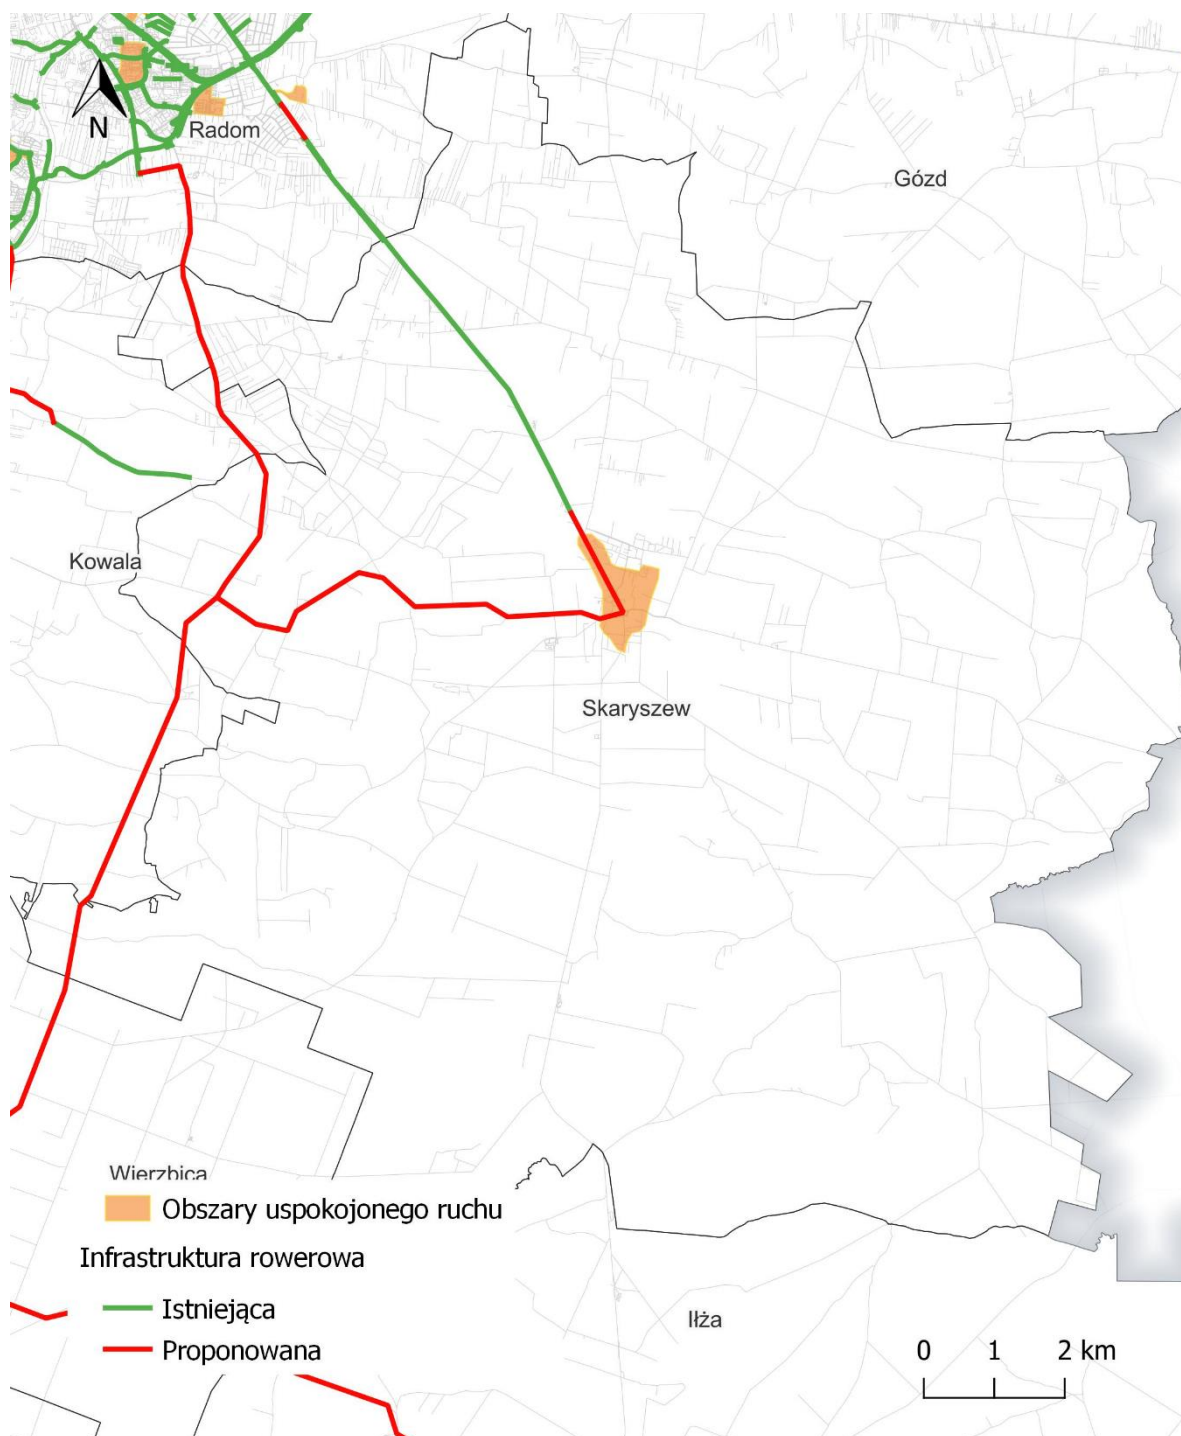 N
Radom
Gózd
Kowala
Skaryszew
Wierzbica
Obszary uspokojonego ruchu
Infrastruktura rowerowa
Istniejąca
Proponowana
Iłża
0 1 2 km